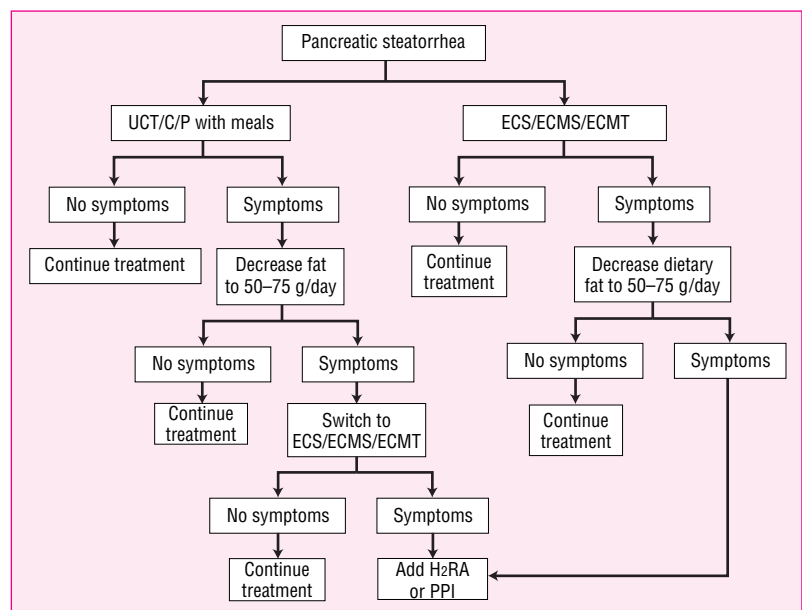 Pancreatic steatorrhea
UCT/C/P with meals
ECS/ECMS/ECMT
No symptoms
Symptoms
No symptoms
Symptoms
Continue treatment
Decrease fat
to 50–75 g/day
Continue
treatment
Decrease dietary
fat to 50–75 g/day
No symptoms
Symptoms
No symptoms
Symptoms
Continue
treatment
Switch to
ECS/ECMS/ECMT
Continue
treatment
No symptoms
Symptoms
Continue
treatment
Add H2RA
or PPI